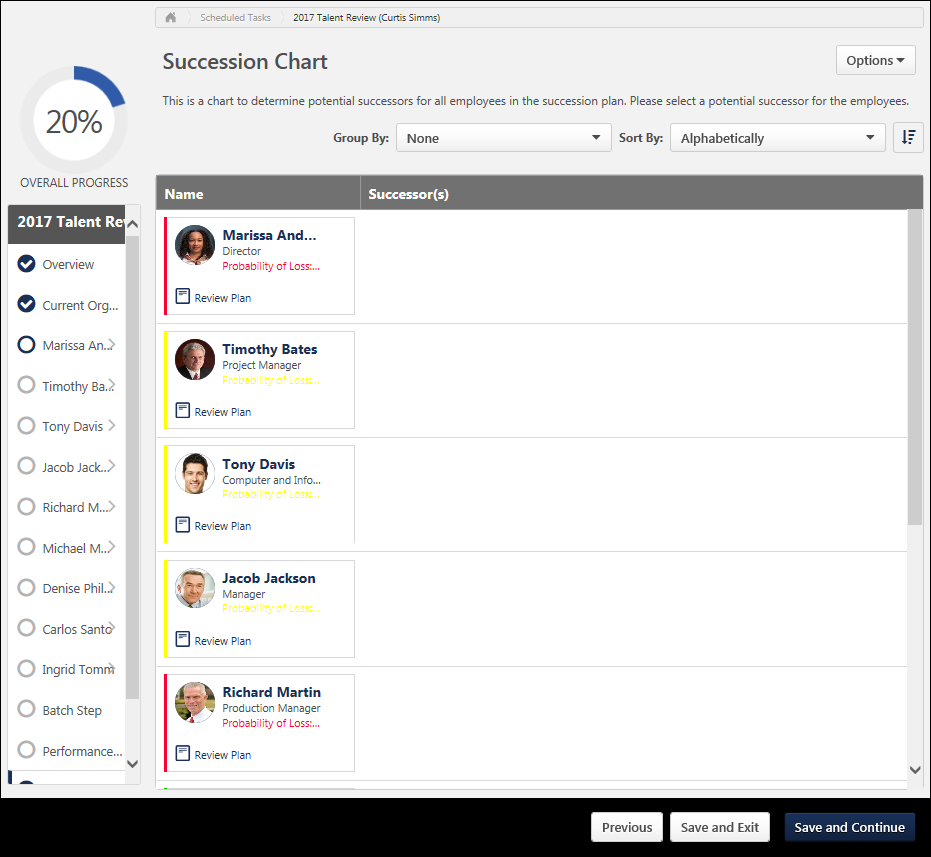 Scheduled Tasks 2017 Talent Review (Curtis Simms)
Succession Chart
Options
This is a chart to determine potential successors for all employees in the succession plan. Please select a potential successor for the employees.
Group By: None Sort By: Alphabetically
20%
OVERALL PROGRESS
2017 Talent Rev
Overview
Current Org...
Marissa An...
Timothy Ba...
Tony Davis
Jacob Jack...
Richard M...
Michael M...
Denise Phil...
Carlos Santo
Ingrid Tomm
Batch Step
Performance...
Name Successor(s)
Marissa And...
Director
Probability of Loss:...
Review Plan
Timothy Bates
Project Manager
Probability of Loss:...
Review Plan
Tony Davis
Computer and Info...
Probability of Loss:...
Review Plan
Jacob Jackson
Manager
Probability of Loss:...
Review Plan
Richard Martin
Production Manager
Probability of Loss:...
Review Plan
Previous Save and Exit Save and Continue